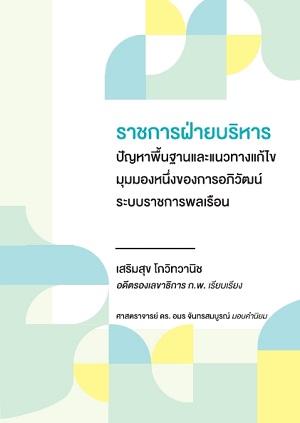 ราชการฝ่ายบริหาร
ปัญหาพื้นฐานและแนวทางแก้ไข
มุมมองหนึ่งของการอภิวัฒน์
ระบบราชการพลเรือน
เสริมสุข โกวิทวานิช
อดีตรองเลขาธิการ ก.พ. เรียบเรียง
ศาสตราจารย์ ดร. อมร จันทรสมบูรณ์ มอบคำนิยม